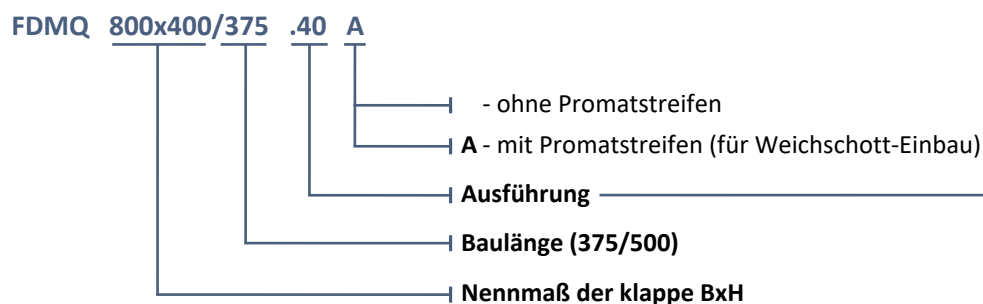 FDMQ 800x400/375 .40 A
- ohne Promatstreifen
A - mit Promatstreifen (für Weichschott-Einbau)
Ausführung
Baulänge (375/500)
Nennmaß der klappe BxH